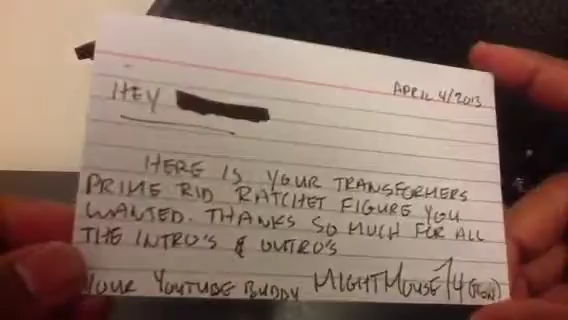 APRIL 4/2013
HEY
HERE IS YOUR TRANSFORMERS
PRIME RID RATCHET FIGURE YOU
WANTED. THANKS SO MUCH FOR ALL
THE INTRO'S & OUTRO'S
YOUR YOUTUBE BUDDY MIGHTMOUSE74